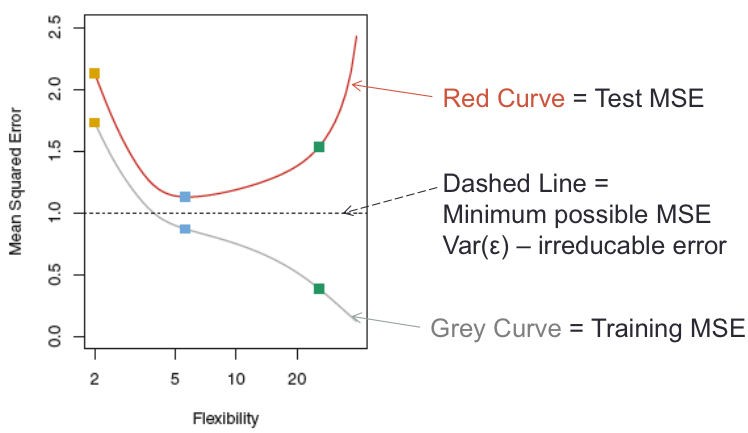 2.5
2.0
1.5
1.0
0.5
0.0
Mean Squared Error
2 5 10 20
Flexibility
Red Curve = Test MSE
Dashed Line =
Minimum possible MSE
Var(ε) – irreducable error
Grey Curve = Training MSE